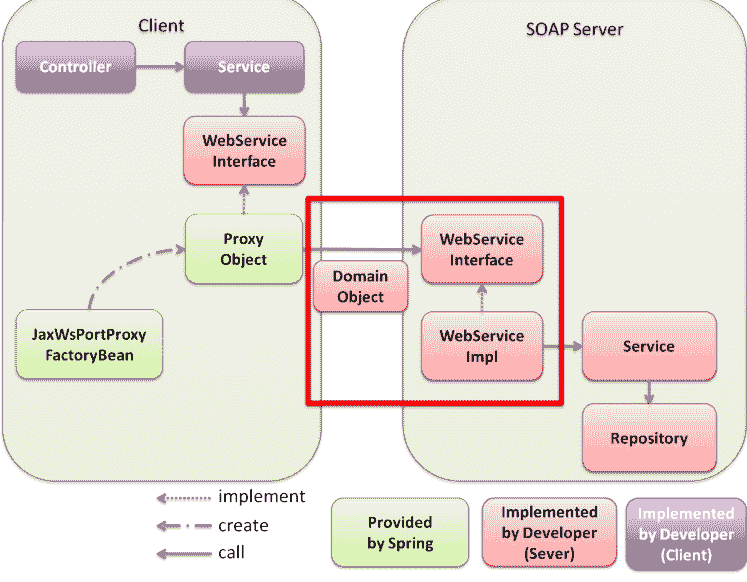 Client
SOAP Server
Controller
Service
WebService
Interface
Proxy
Object
WebService
Interface
Domain
Object
JaxWsPortProxy
FactoryBean
WebService
Impl
Service
Repository
implement
create
call
Provided
by Spring
Implemented
by Developer
(Sever)
Implemented
by Developer
(Client)